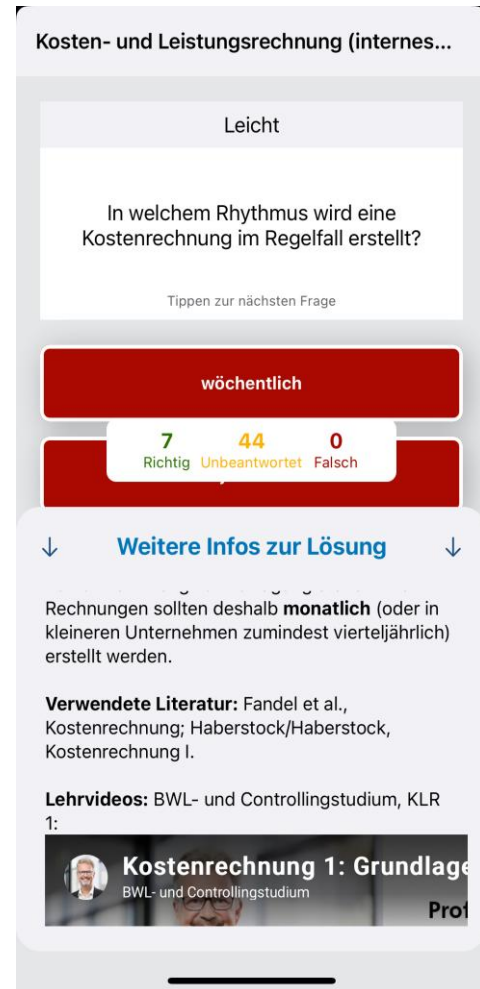 Kosten- und Leistungsrechnung (internes...
Leicht
In welchem Rhythmus wird eine
Kostenrechnung im Regelfall erstellt?
Tippen zur nächsten Frage
wöchentlich
7 44 0
Richtig Unbeantwortet Falsch
Weitere Infos zur Lösung
Rechnungen sollten deshalb monatlich (oder in
kleineren Unternehmen zumindest vierteljährlich)
erstellt werden.
Verwendete Literatur: Fandel et al.,
Kostenrechnung; Haberstock/Haberstock,
Kostenrechnung I.
Lehrvideos: BWL- und Controllingstudium, KLR
1:
Kostenrechnung 1: Grundlage
BWL- und Controllingstudium
Prof